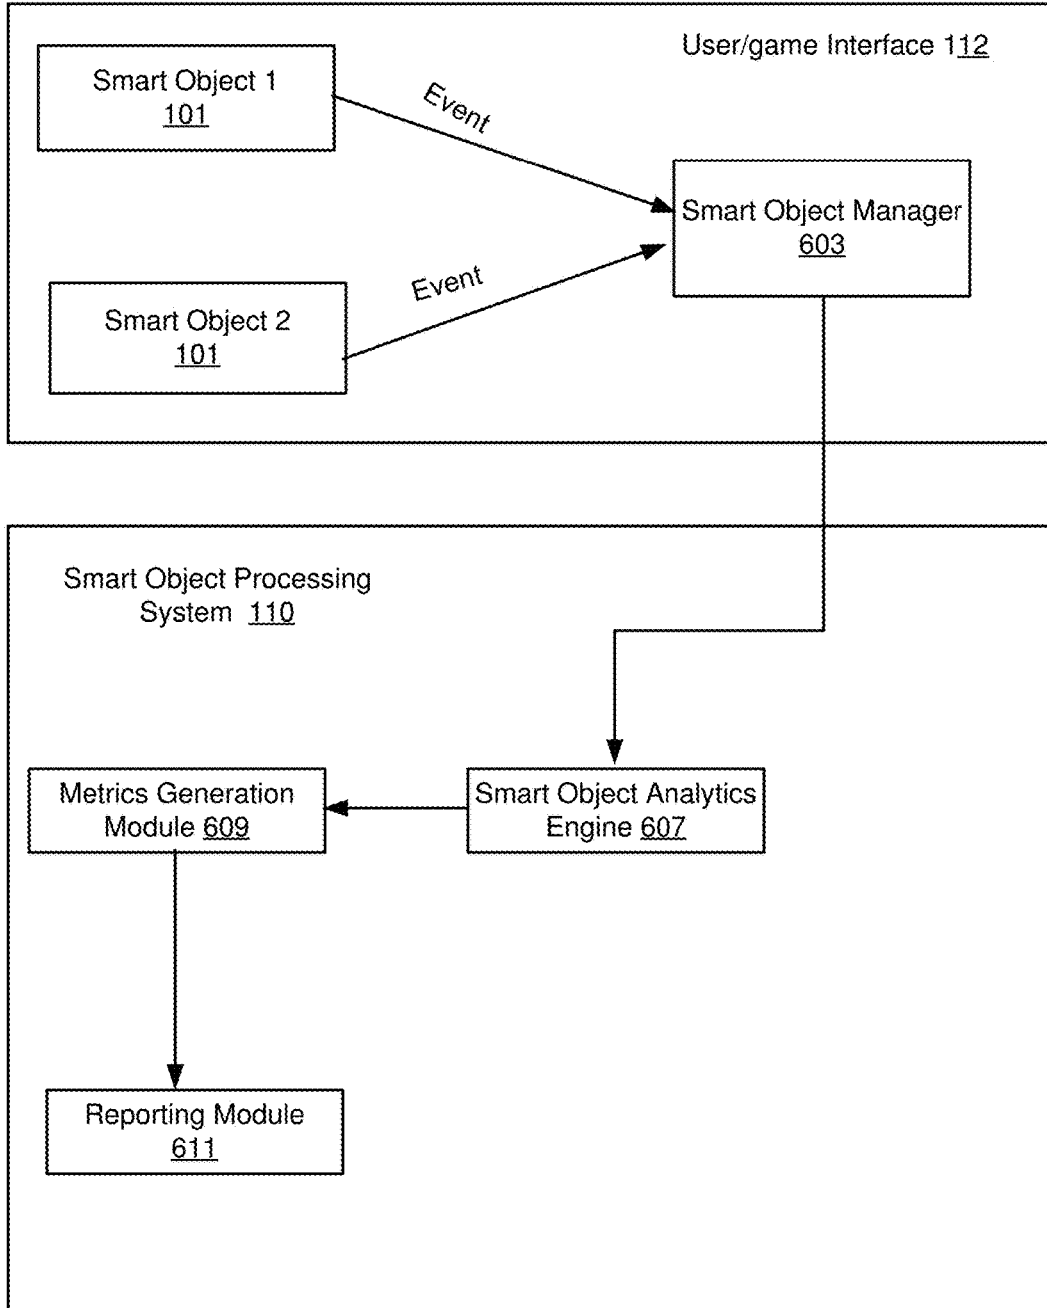 User/game Interface 112
Smart Object 1
101
Event
Smart Object Manager
603
Event
Smart Object 2
101
Smart Object Processing
System 110
Metrics Generation
Module 609
Smart Object Analytics
Engine 607
Reporting Module
611